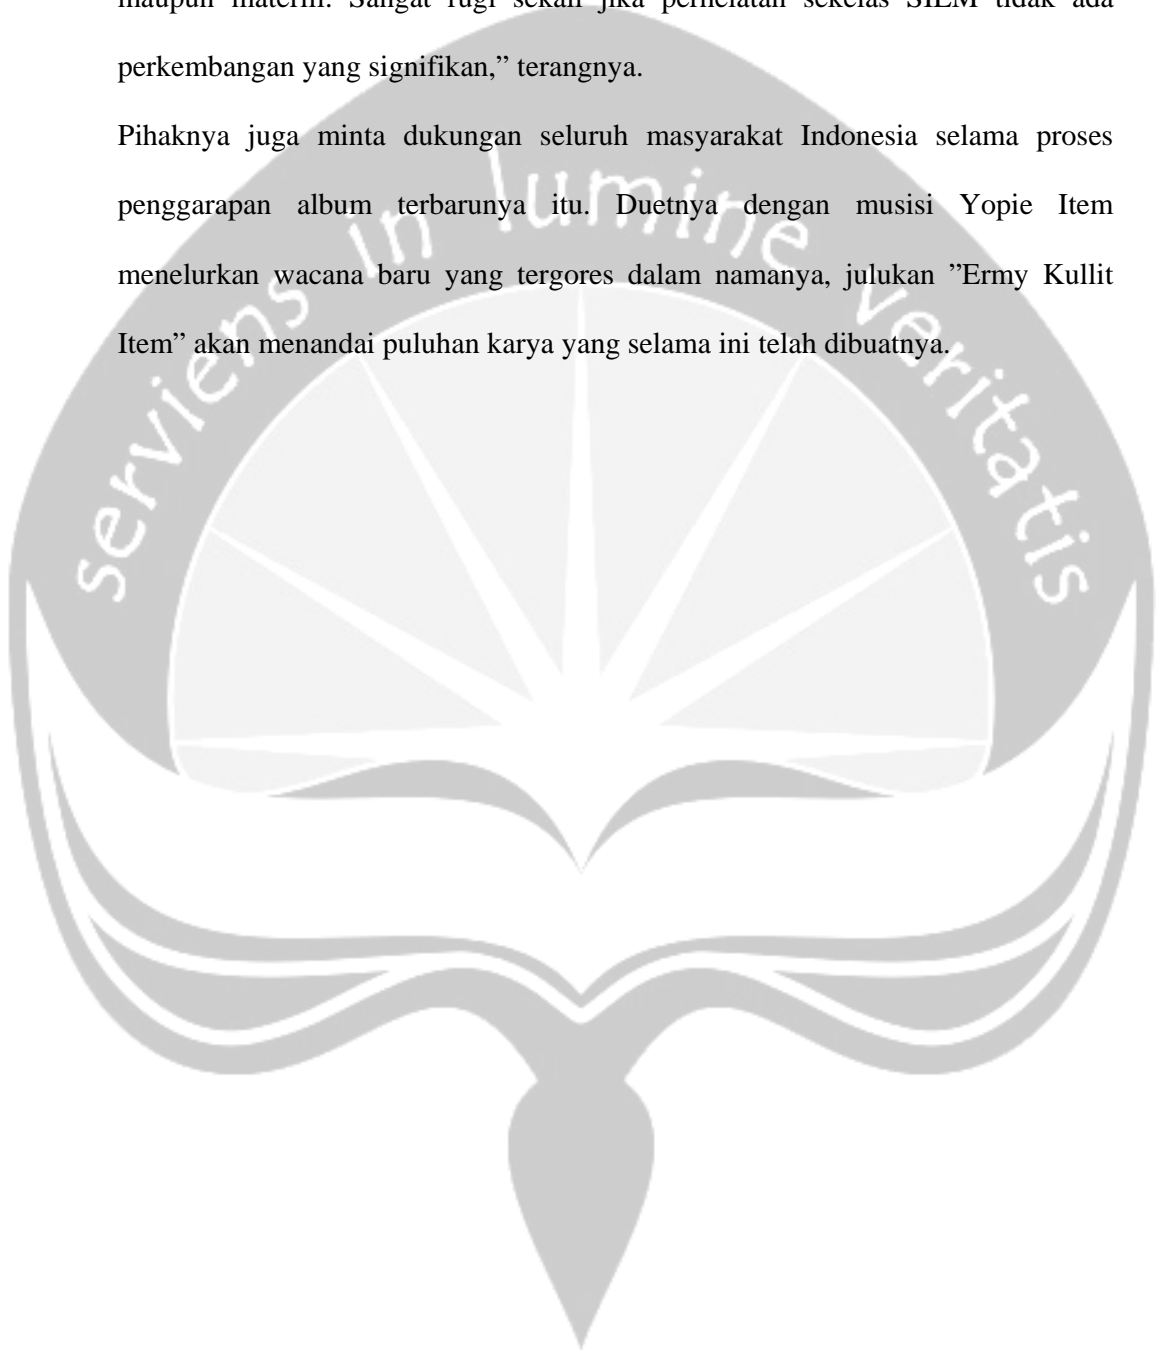 maupun materiil. Sangat rugi sekali jika perhelatan sekelas SIEM tidak ada
perkembangan yang signifikan,” terangnya.
Pihaknya juga minta dukungan seluruh masyarakat Indonesia selama proses
penggarapan album terbarunya itu. Duetnya dengan musisi Yopie Item
menelurkan wacana baru yang tergores dalam namanya, julukan ”Ermy Kullit
Item” akan menandai puluhan karya yang selama ini telah dibuatnya.
serviens in lumine veritatis